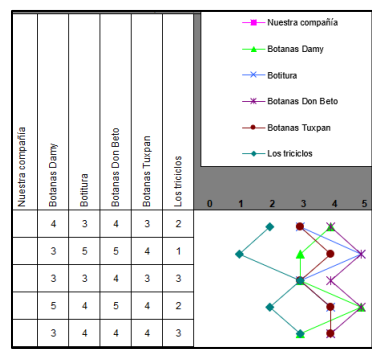 Nuestra compañía
Botanas Damy
Botitura
Botanas Don Beto
Botanas Tuxpan
Los triciclos
Nuestra compañía
Botanas Damy
Botitura
Botanas Don Beto
Botanas Tuxpan
Los triciclos
0 1 2 3 4 5
4 3 4 3 2
3 5 5 4 1
3 3 4 3 3
5 4 5 4 2
3 4 4 4 3